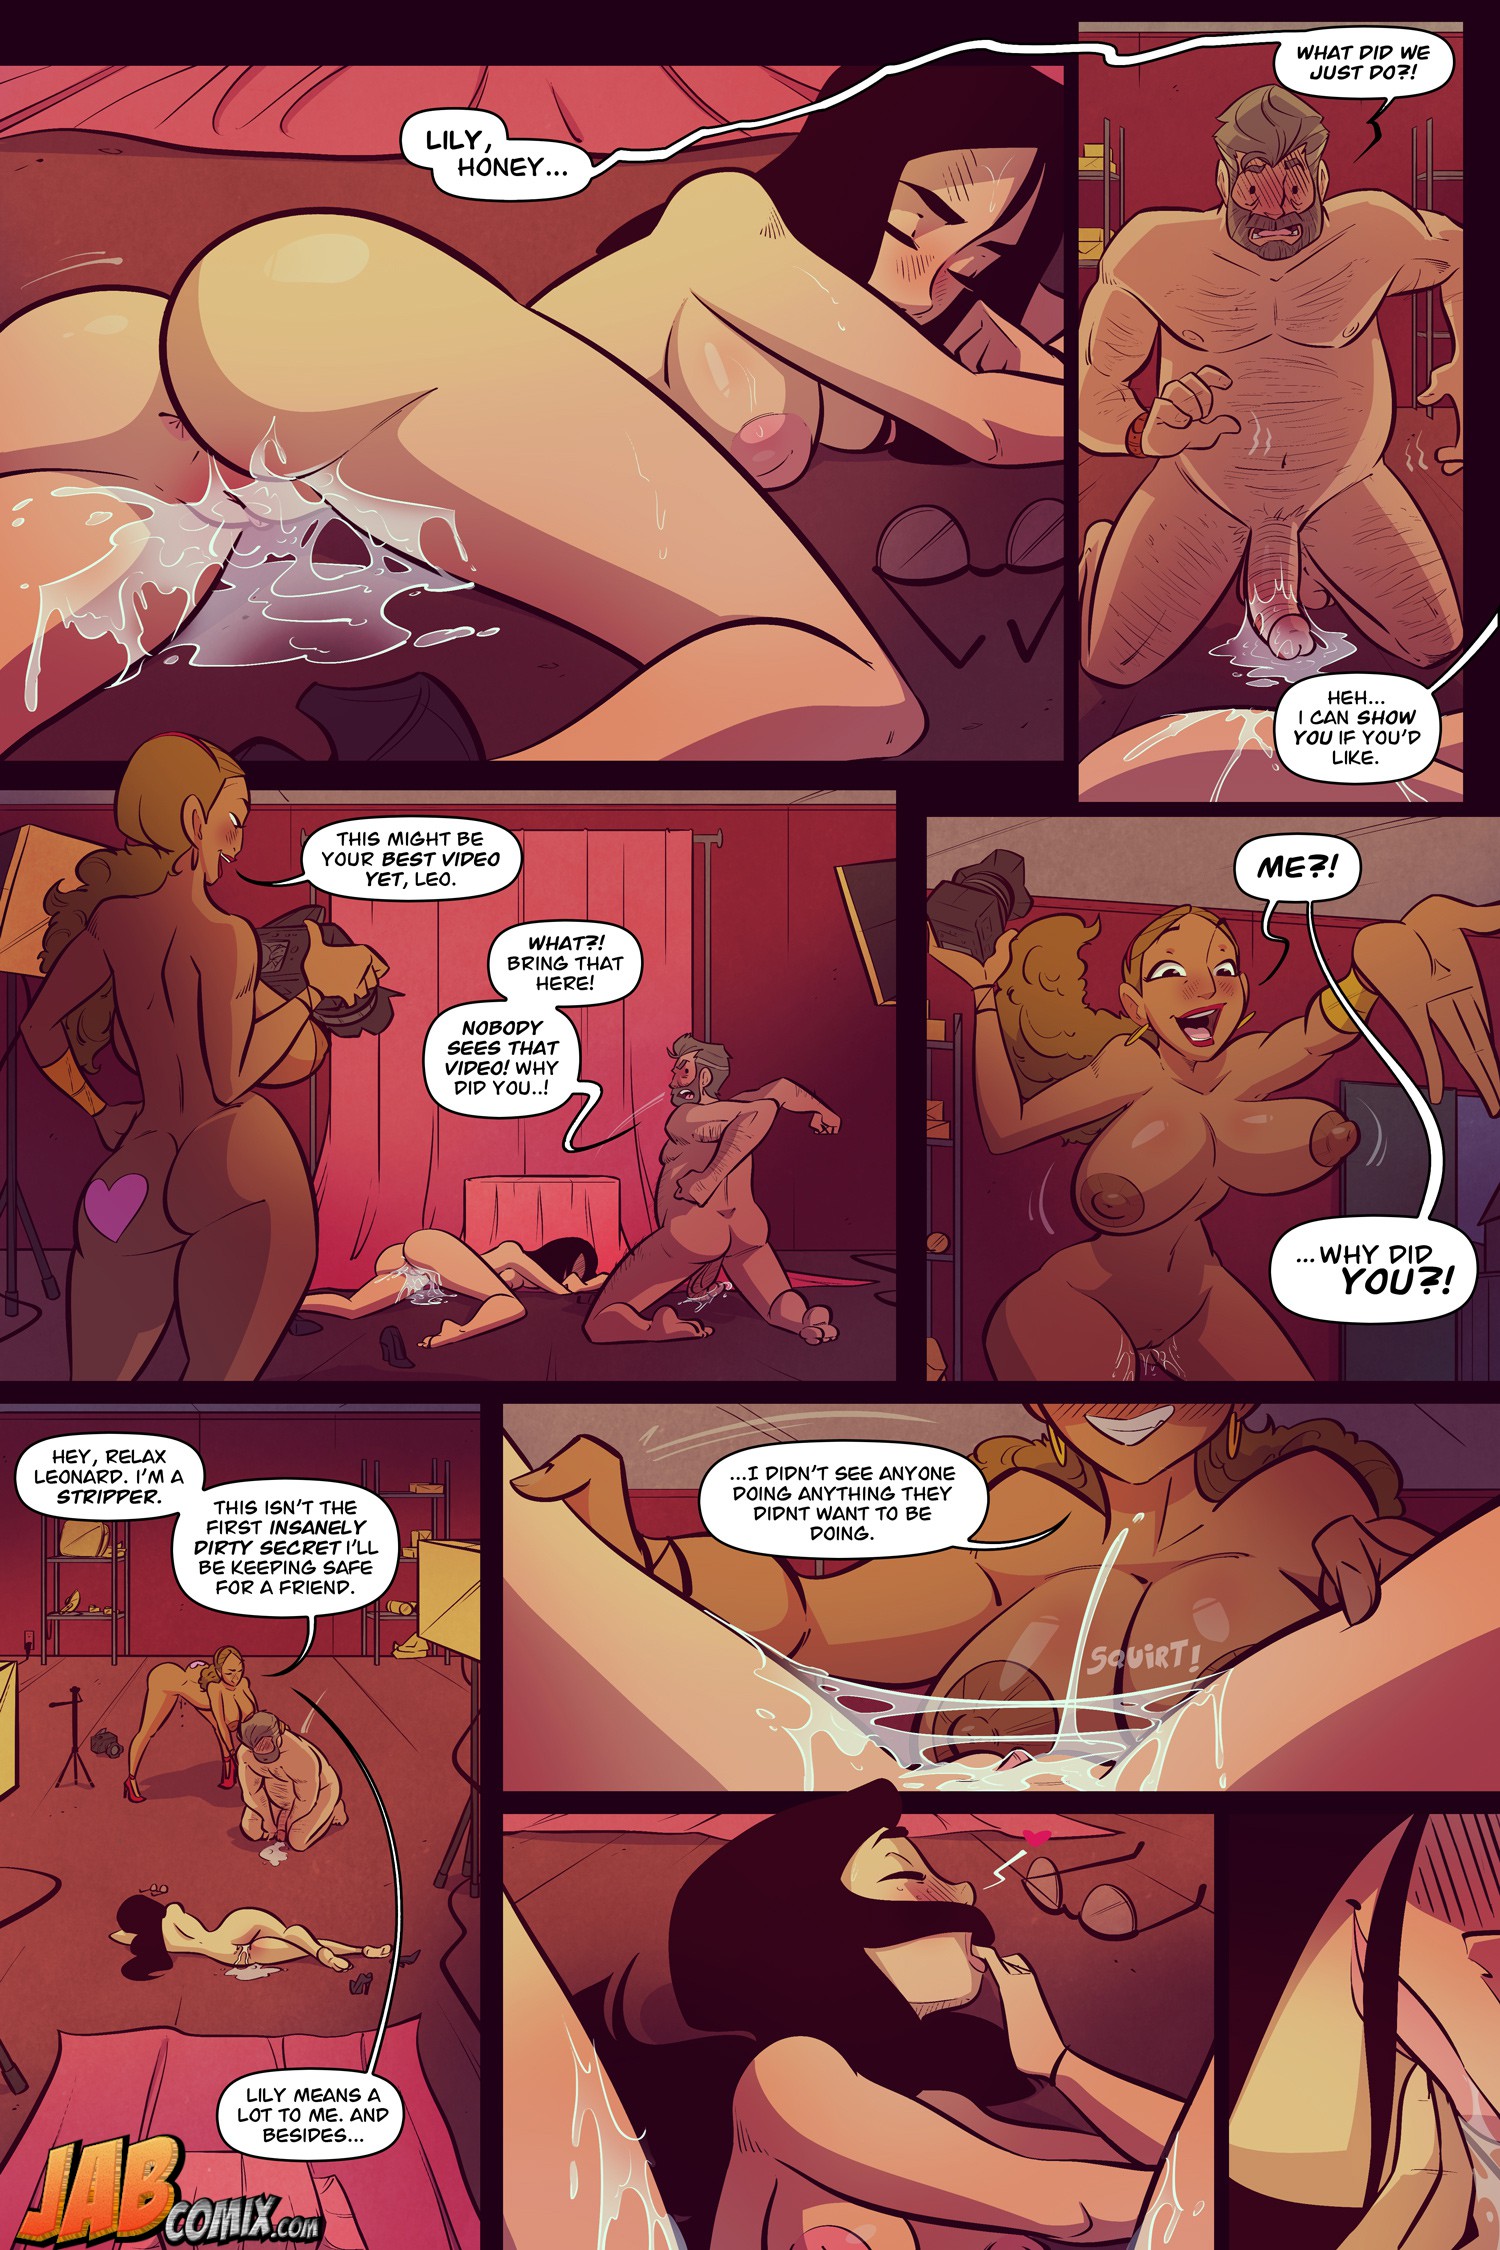 LILY,
HONEY...
WHAT DID WE
JUST DO?!
HEH...
I CAN SHOW
YOU IF YOU'D
LIKE.
THIS MIGHT BE
YOUR BEST VIDEO
YET, LEO.
WHAT?!
BRING THAT
HERE!
NOBODY
SEES THAT
VIDEO! WHY
DID YOU..!
ME?!
...WHY DID
YOU?!
HEY, RELAX
LEONARD. I'M A
STRIPPER.
THIS ISN'T THE
FIRST INSANELY
DIRTY SECRET I'LL
BE KEEPING SAFE
FOR A FRIEND.
LILY MEANS A
LOT TO ME. AND
BESIDES...
...I DIDN'T SEE ANYONE
DOING ANYTHING THEY
DIDNT WANT TO BE
DOING.
SQUIRT!
JAB
COMIX.COM